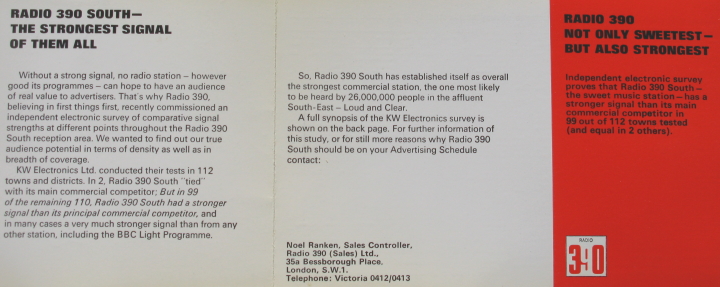 RADIO 390 SOUTH—
THE STRONGEST SIGNAL
OF THEM ALL
Without a strong signal, no radio station – however
good its programmes – can hope to have an audience
of real value to advertisers. That's why Radio 390,
believing in first things first, recently commissioned an
independent electronic survey of comparative signal
strengths at different points throughout the Radio 390
South reception area. We wanted to find out our true
audience potential in terms of density as well as in
breadth of coverage.
KW Electronics Ltd. conducted their tests in 112
towns and districts. In 2, Radio 390 South "tied"
with its main commercial competitor; But in 99
of the remaining 110, Radio 390 South had a stronger
signal than its principal commercial competitor, and
in many cases a very much stronger signal than from any
other station, including the BBC Light Programme.
So, Radio 390 South has established itself as overall
the strongest commercial station, the one most likely
to be heard by 26,000,000 people in the affluent
South-East – Loud and Clear.
A full synopsis of the KW Electronics survey is
shown on the back page. For further information of
this study, or for still more reasons why Radio 390
South should be on your Advertising Schedule
contact:
Noel Ranken, Sales Controller,
Radio 390 (Sales) Ltd.,
35a Bessborough Place,
London, S.W.1.
Telephone: Victoria 0412/0413
RADIO 390
NOT ONLY SWEETEST—
BUT ALSO STRONGEST
Independent electronic survey
proves that Radio 390 South—
the sweet music station—has a
stronger signal than its main
commercial competitor in
99 out of 112 towns tested
(and equal in 2 others).
RADIO
390